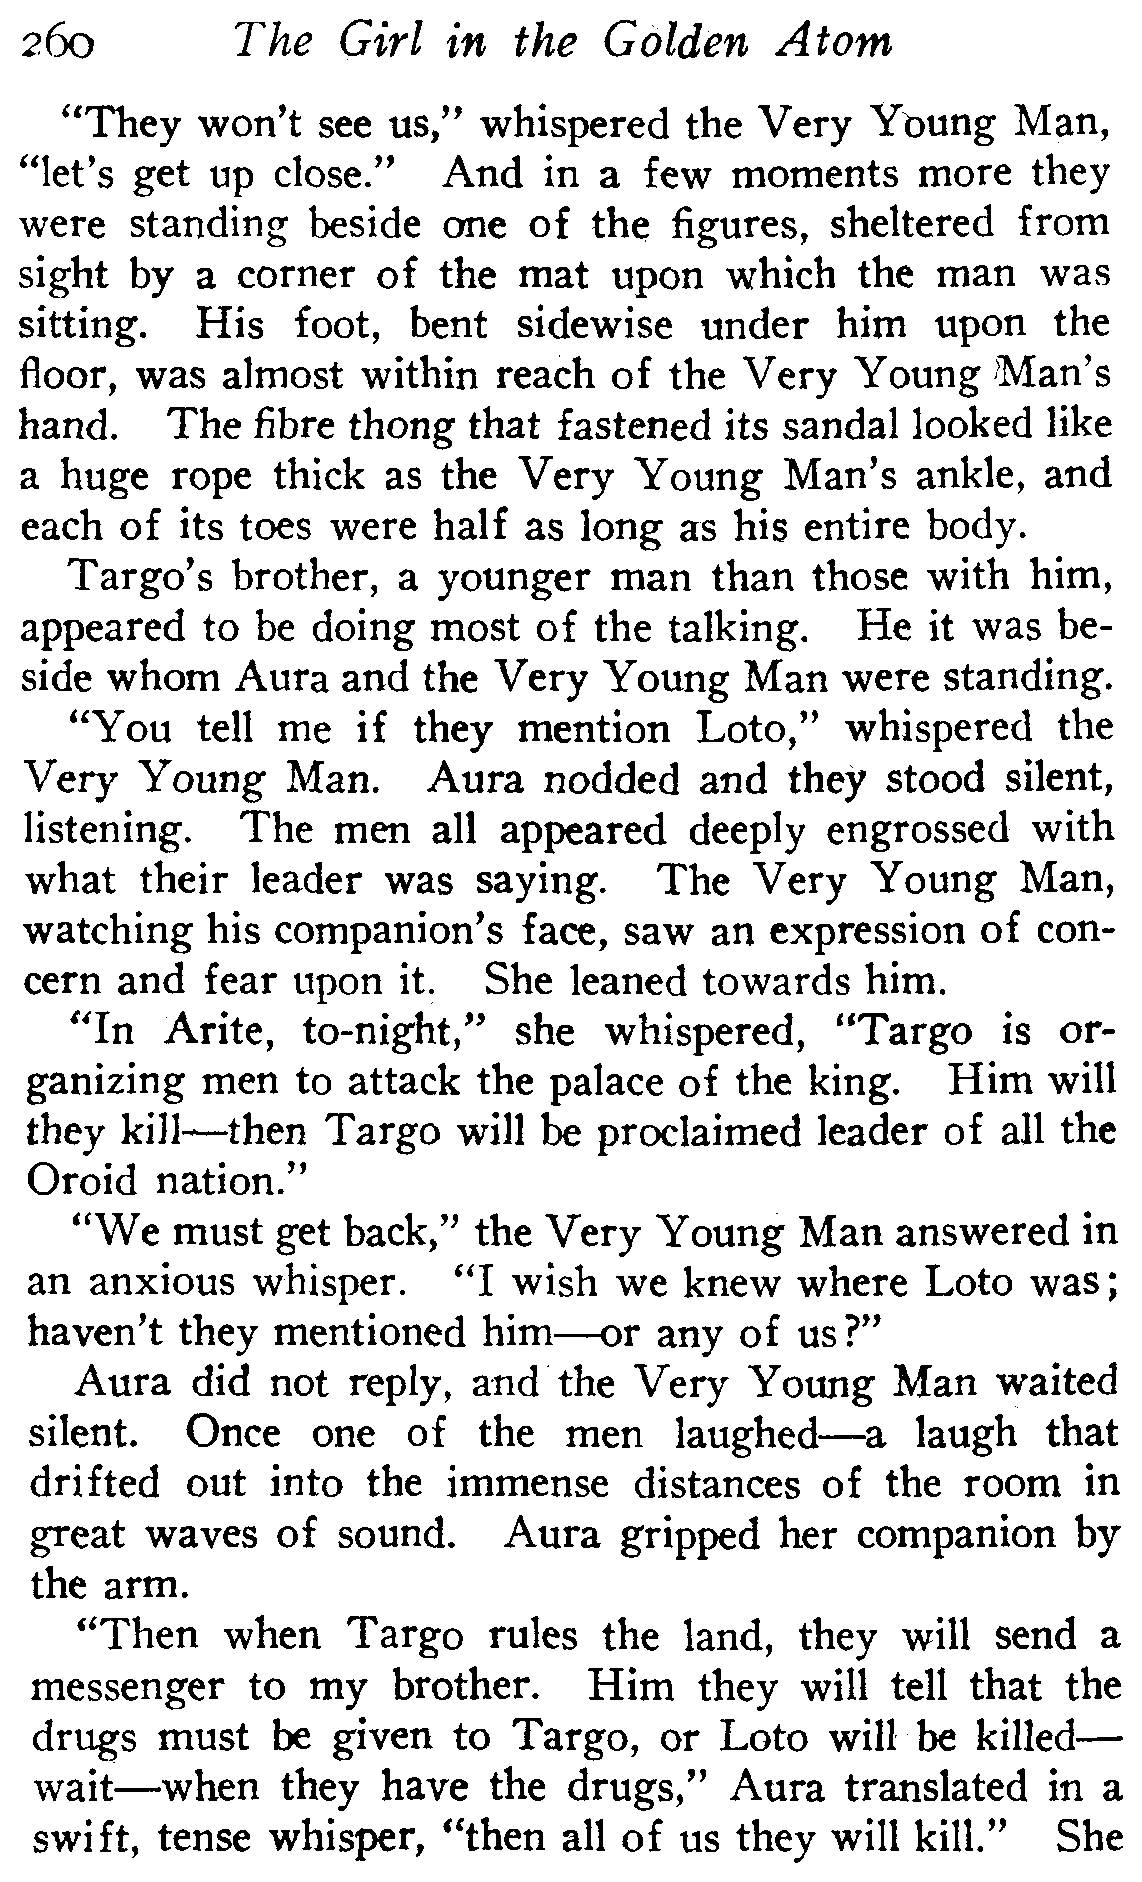 260 The Girl in the Golden Atom
“They won’t see us,” whispered the Very Young Man,
“let’s get up close.” And in a few moments more they
were standing beside one of the figures, sheltered from
sight by a corner of the mat upon which the man was
sitting. His foot, bent sidewise under him upon the
floor, was almost within reach of the Very Young Man’s
hand. The fibre thong that fastened its sandal looked like
a huge rope thick as the Very Young Man’s ankle, and
each of its toes were half as long as his entire body.
Targo’s brother, a younger man than those with him,
appeared to be doing most of the talking. He it was be-
side whom Aura and the Very Young Man were standing.
“You tell me if they mention Loto,” whispered the
Very Young Man. Aura nodded and they stood silent,
listening. The men all appeared deeply engrossed with
what their leader was saying. The Very Young Man,
watching his companion’s face, saw an expression of con-
cern and fear upon it. She leaned towards him.
“In Arite, to-night,” she whispered, “Targo is or-
ganizing men to attack the palace of the king. Him will
they kill—then Targo will be proclaimed leader of all the
Oroid nation.”
“We must get back,” the Very Young Man answered in
an anxious whisper. “I wish we knew where Loto was;
haven’t they mentioned him—or any of us?”
Aura did not reply, and the Very Young Man waited
silent. Once one of the men laughed—a laugh that
drifted out into the immense distances of the room in
great waves of sound. Aura gripped her companion by
the arm.
“Then when Targo rules the land, they will send a
messenger to my brother. Him they will tell that the
drugs must be given to Targo, or Loto will be killed—
wait—when they have the drugs,” Aura translated in a
swift, tense whisper, “then all of us they will kill.” She